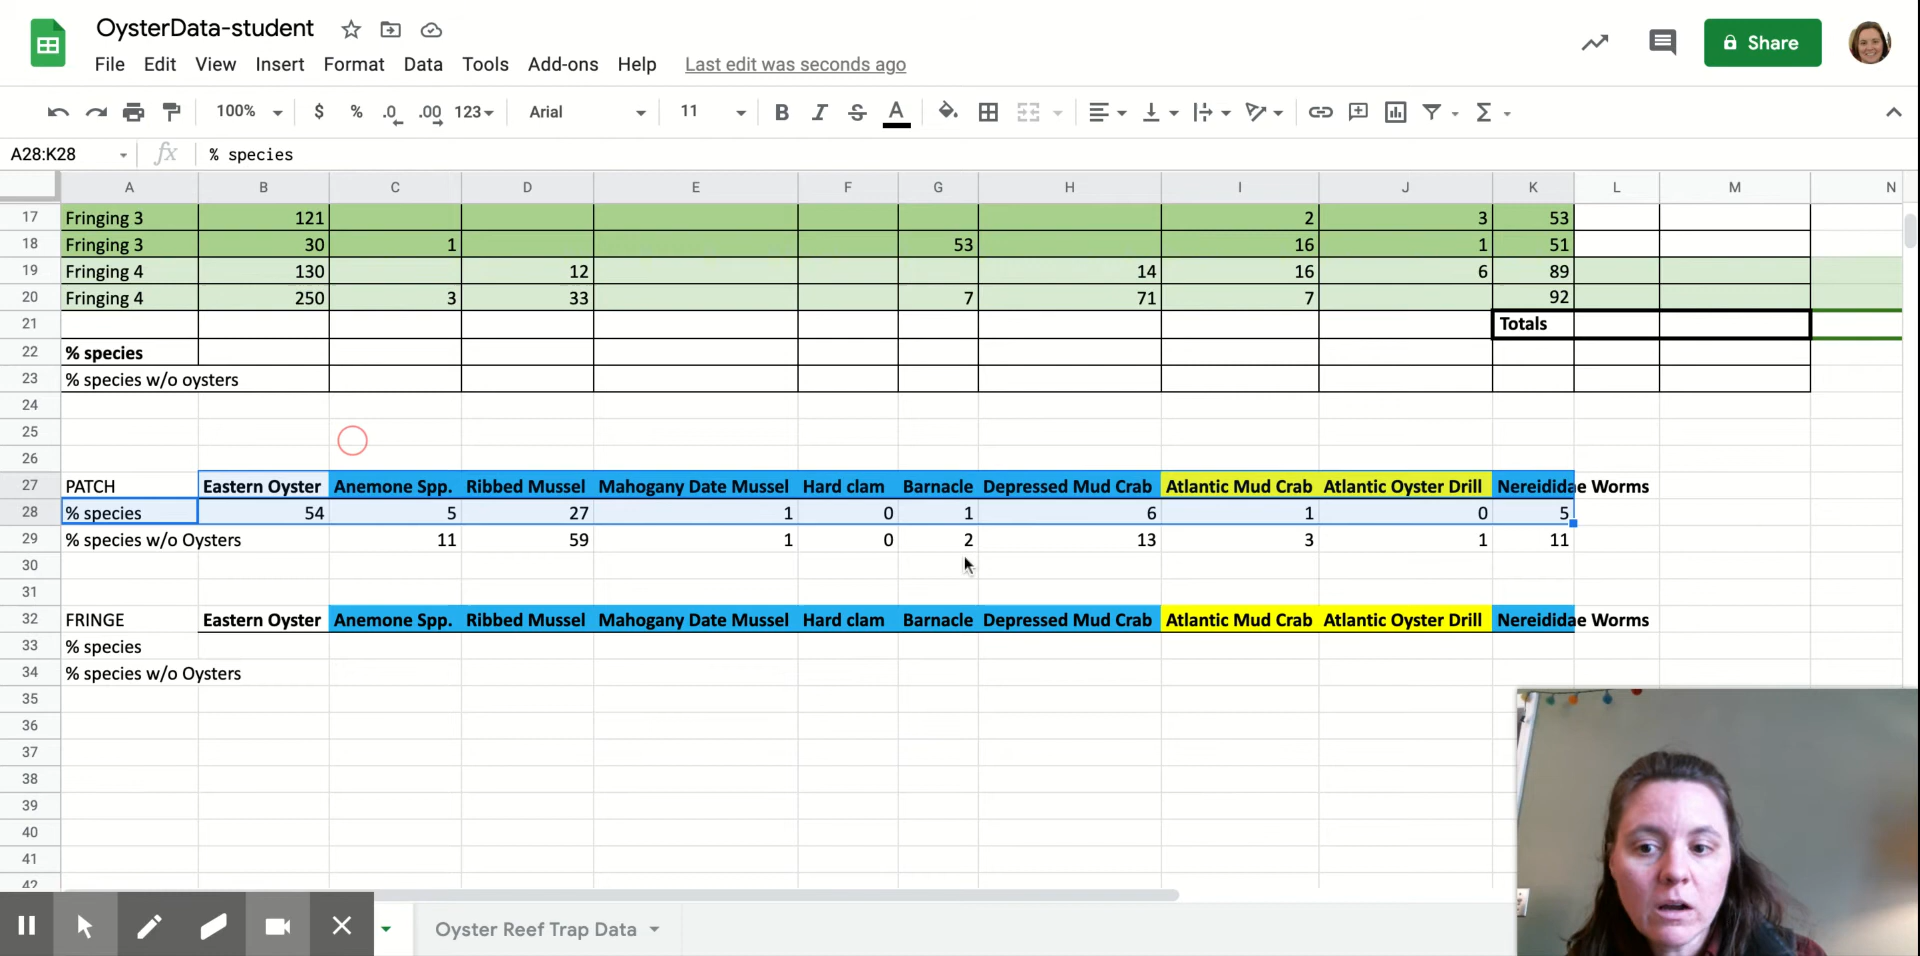 OysterData-student
Share
File Edit View Insert Format Data Tools Add-ons Help Last edit was seconds ago
100% $ % .0 .00 123 Arial 11 B I S A Σ
A28:K28 fx % species
A B C D E F G H I J K L M N
17 Fringing 3 121 2 3 53
18 Fringing 3 30 1 53 16 1 51
19 Fringing 4 130 12 14 16 6 89
20 Fringing 4 250 3 33 7 71 7 92
21 Totals
22 % species
23 % species w/o oysters
24
25
26
27 PATCH Eastern Oyster Anemone Spp. Ribbed Mussel Mahogany Date Mussel Hard clam Barnacle Depressed Mud Crab Atlantic Mud Crab Atlantic Oyster Drill Nereididae Worms
28 % species 54 5 27 1 0 1 6 1 0 5
29 % species w/o Oysters 11 59 1 0 2 13 3 1 11
30
31
32 FRINGE Eastern Oyster Anemone Spp. Ribbed Mussel Mahogany Date Mussel Hard clam Barnacle Depressed Mud Crab Atlantic Mud Crab Atlantic Oyster Drill Nereididae Worms
33 % species
34 % species w/o Oysters
35
36
37
38
39
40
41
42
Oyster Reef Trap Data